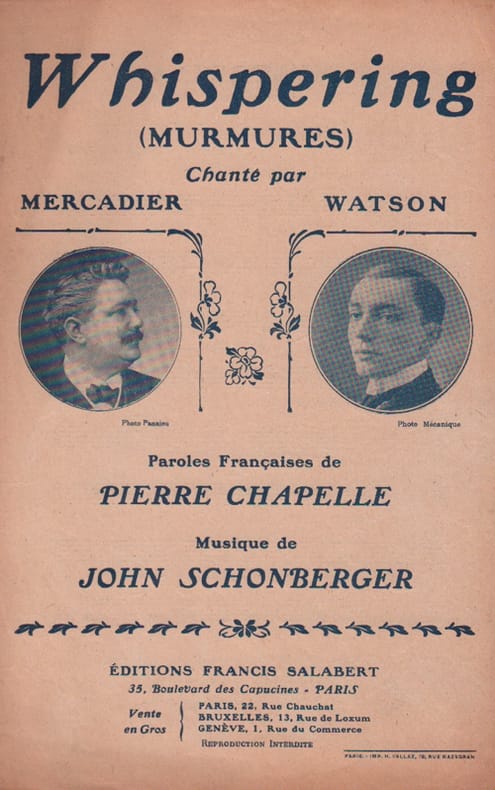 Whispering
(MURMURES)
Chanté par
MERCADIER WATSON
Photo Mécanique
Paroles Françaises de
PIERRE CHAPELLE
Musique de
JOHN SCHONBERGER
ÉDITIONS FRANCIS SALABERT
35, Boulevard des Capucines - PARIS
Vente en Gros
PARIS, 22, Rue Chauchat
BRUXELLES, 13, Rue de Loxum
GENÈVE, 1, Rue du Commerce
REPRODUCTION INTERDITE
PARIS. - IMP. H.